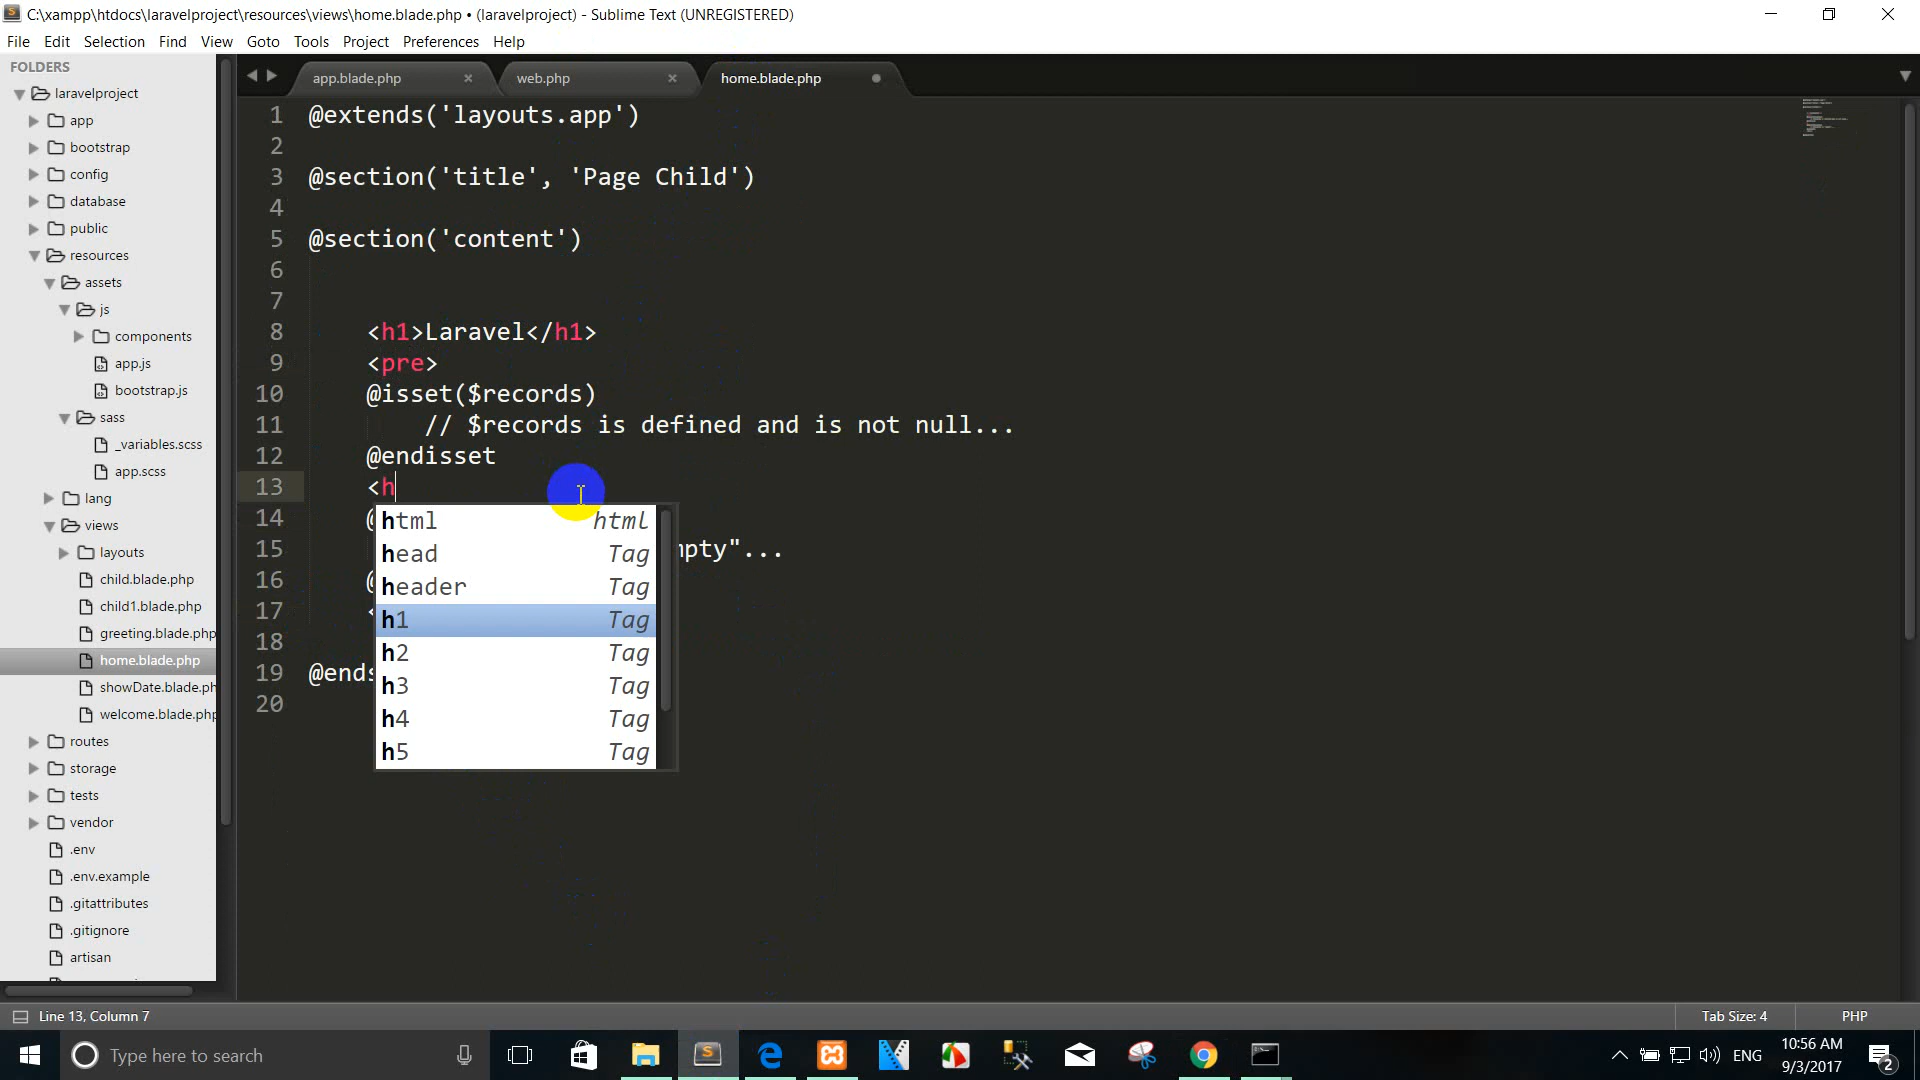 C:\xampp\htdocs\laravelproject\resources\views\home.blade.php • (laravelproject) - Sublime Text (UNREGISTERED)
File Edit Selection Find View Goto Tools Project Preferences Help
FOLDERS
laravelproject
app
bootstrap
config
database
public
resources
assets
js
components
app.js
bootstrap.js
sass
_variables.scss
app.scss
lang
views
layouts
child.blade.php
child1.blade.php
greeting.blade.php
home.blade.php
showDate.blade.ph
welcome.blade.php
routes
storage
tests
vendor
.env
.env.example
.gitattributes
.gitignore
artisan
app.blade.php web.php home.blade.php
1 @extends('layouts.app')
2
3 @section('title', 'Page Child')
4
5 @section('content')
6
7
8 <h1>Laravel</h1>
9 <pre>
10 @isset($records)
11 // $records is defined and is not null...
12 @endisset
13 <h
14 @
15 mpty"...
16 @
17 <
18
19 @ends
20
html html
head Tag
header Tag
h1 Tag
h2 Tag
h3 Tag
h4 Tag
h5 Tag
Line 13, Column 7 Tab Size: 4 PHP
Type here to search
ENG
10:56 AM
9/3/2017
2